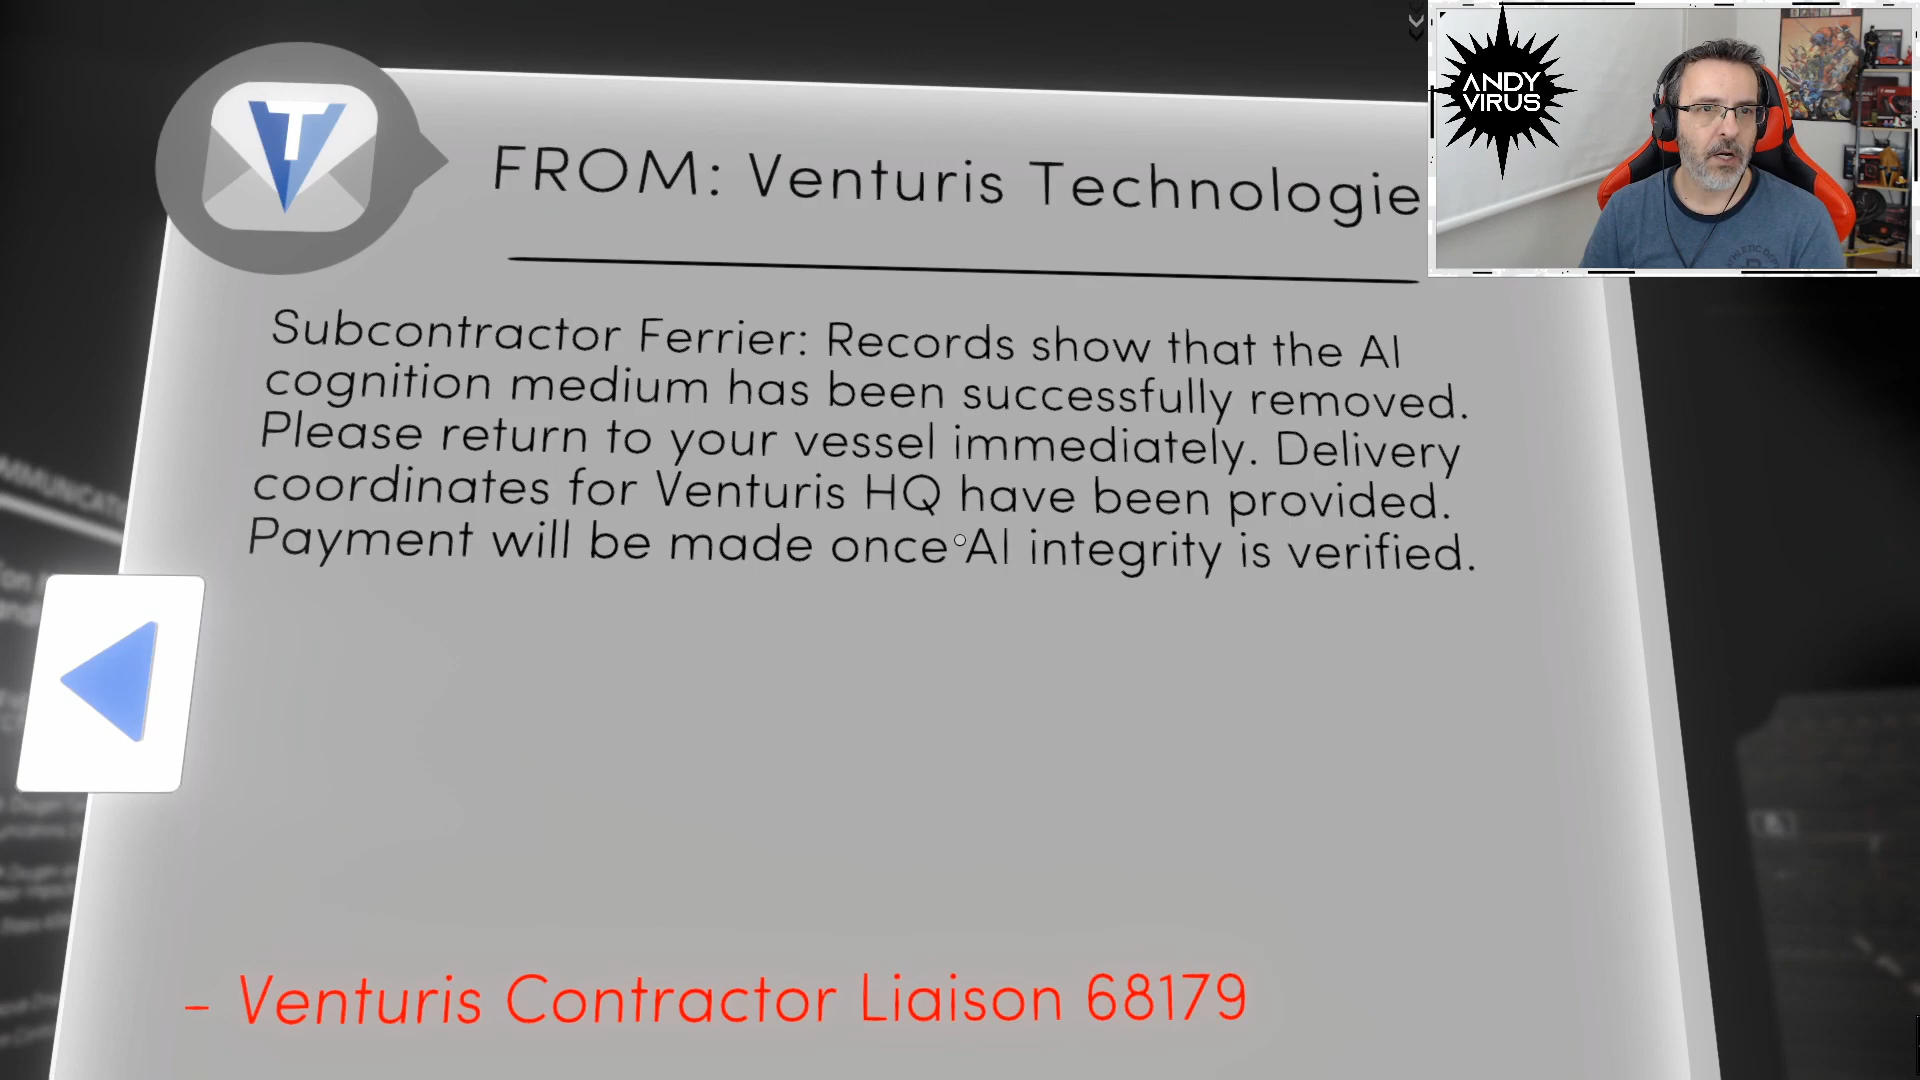 FROM: Venturis Technologie
Subcontractor Ferrier: Records show that the AI
cognition medium has been successfully removed.
Please return to your vessel immediately. Delivery
coordinates for Venturis HQ have been provided.
Payment will be made once AI integrity is verified.
– Venturis Contractor Liaison 68179
ANDY
VIRUS